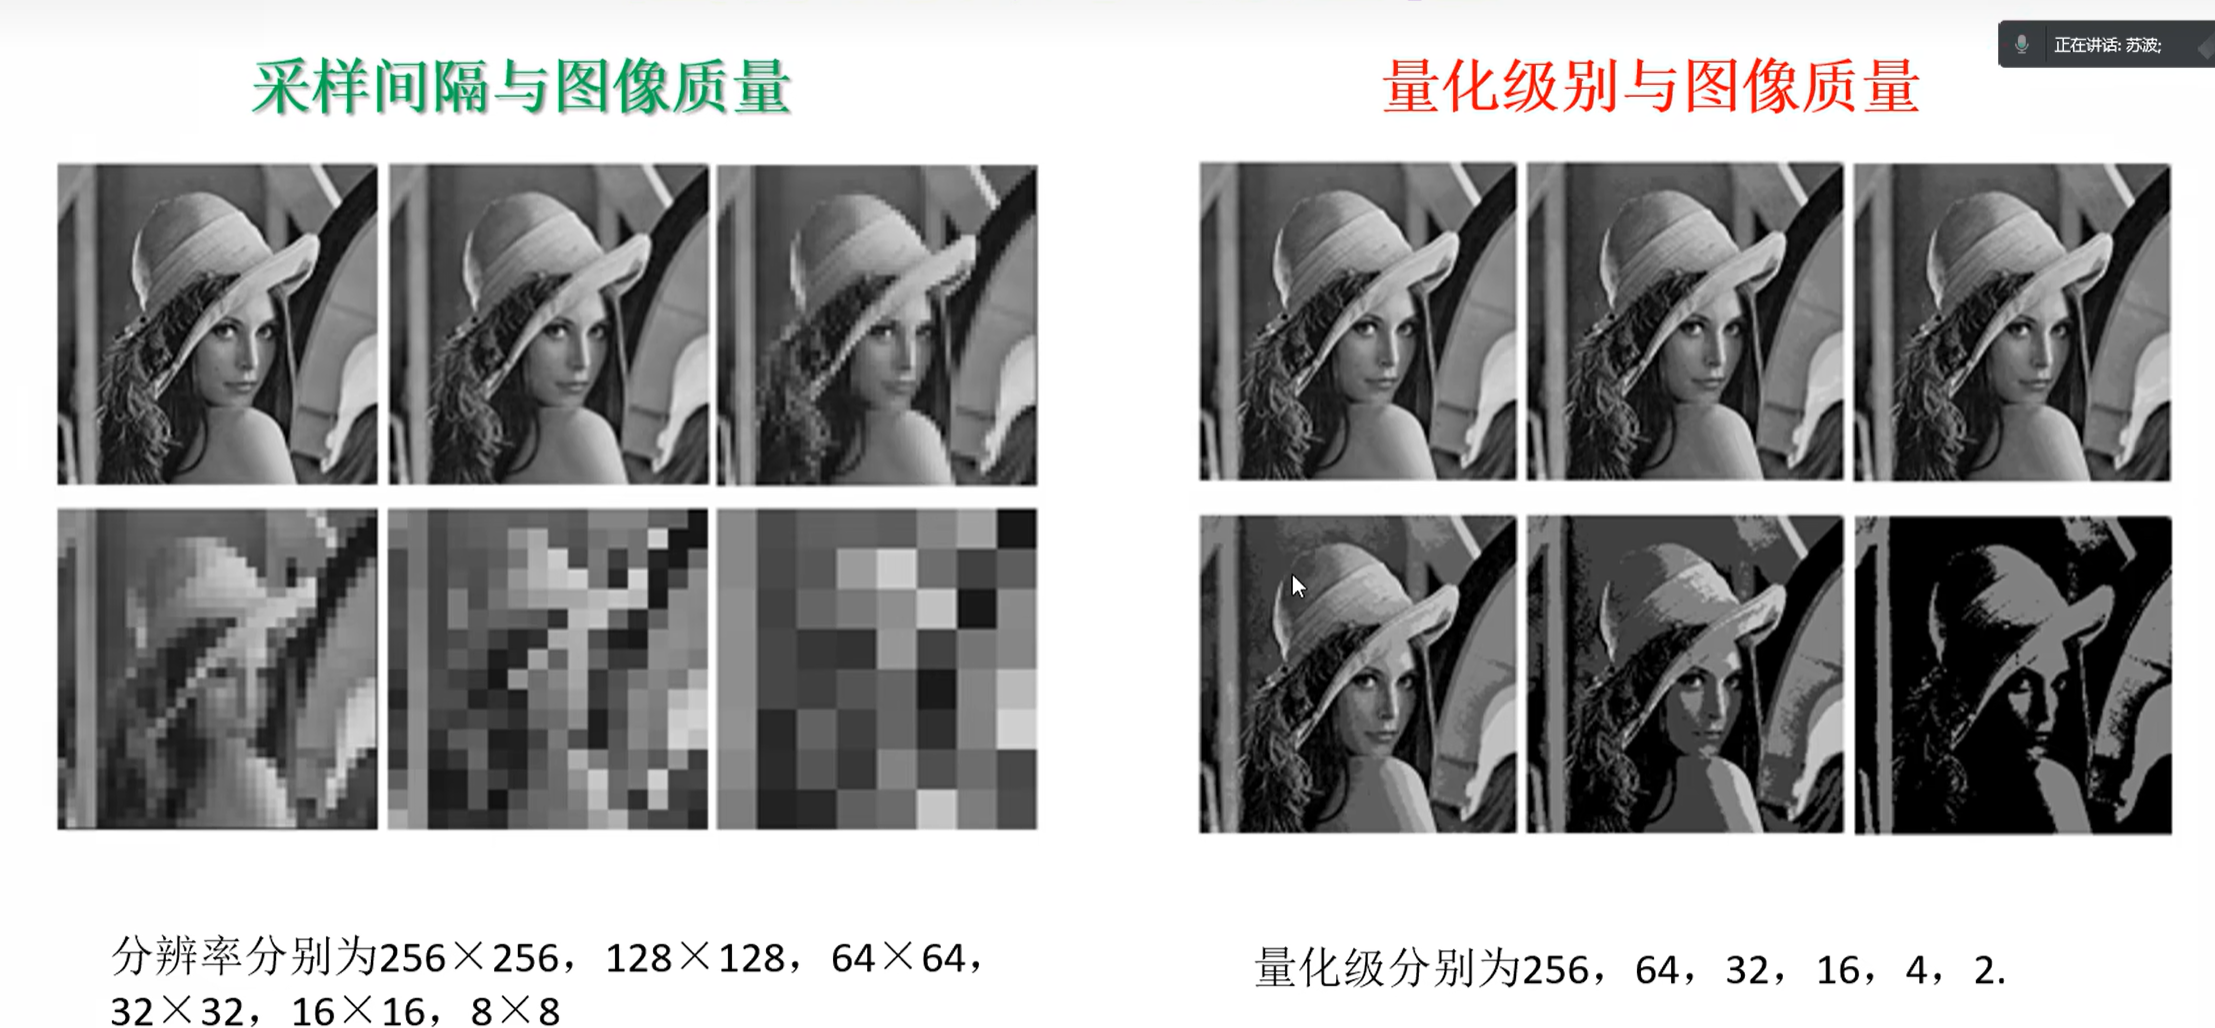 正在讲话: 苏波;
采样间隔与图像质量
量化级别与图像质量
分辨率分别为256×256，128×128，64×64，
32×32，16×16，8×8
量化级分别为256，64，32，16，4，2.